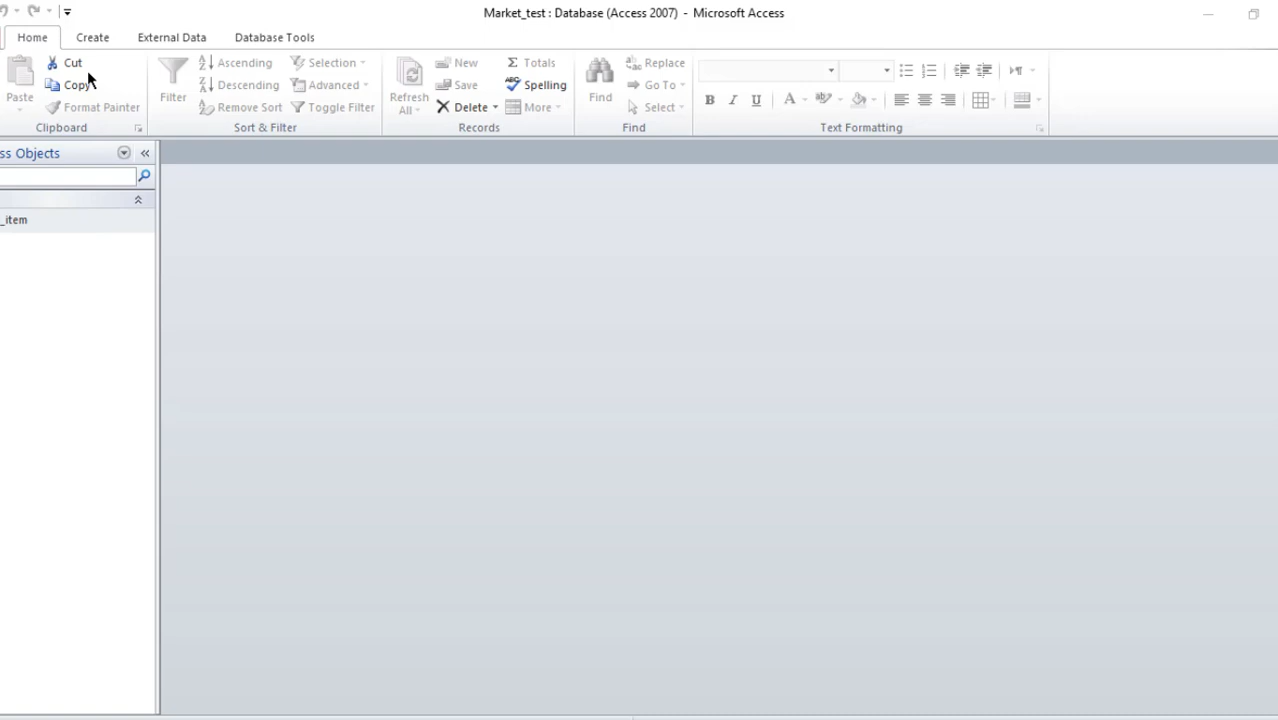 Market_test : Database (Access 2007) - Microsoft Access
Home Create External Data Database Tools
Cut Ascending Selection New Σ Totals Replace
Copy Descending Advanced Save Spelling Go To
Paste Format Painter Filter Remove Sort Toggle Filter Refresh All Delete More Find Select B I U A
Clipboard Sort & Filter Records Find Text Formatting
ss Objects «
_item